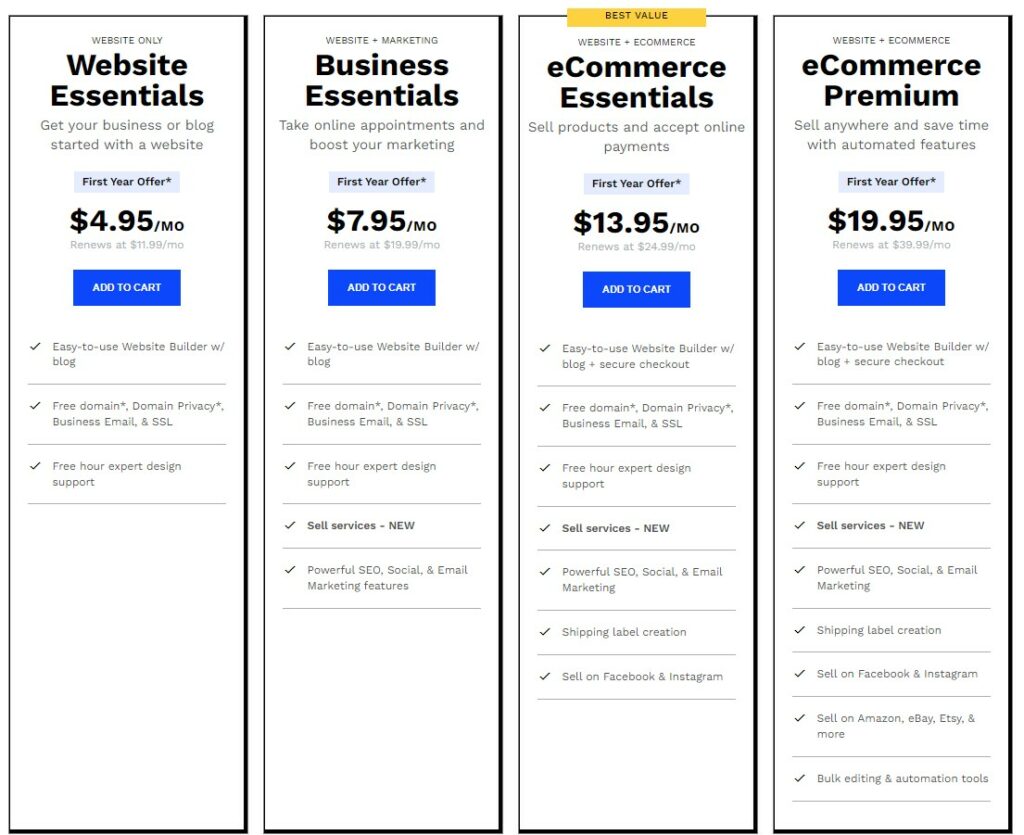 WEBSITE ONLY
Website
Essentials
Get your business or blog
started with a website
First Year Offer*
$4.95/MO
Renews at $11.99/mo
ADD TO CART
Easy-to-use Website Builder w/
blog
Free domain*, Domain Privacy*,
Business Email, & SSL
Free hour expert design
support
WEBSITE + MARKETING
Business
Essentials
Take online appointments and
boost your marketing
First Year Offer*
$7.95/MO
Renews at $19.99/mo
ADD TO CART
Easy-to-use Website Builder w/
blog
Free domain*, Domain Privacy*,
Business Email, & SSL
Free hour expert design
support
Sell services - NEW
Powerful SEO, Social, & Email
Marketing features
BEST VALUE
WEBSITE + ECOMMERCE
eCommerce
Essentials
Sell products and accept online
payments
First Year Offer*
$13.95/MO
Renews at $24.99/mo
ADD TO CART
Easy-to-use Website Builder w/
blog + secure checkout
Free domain*, Domain Privacy*,
Business Email, & SSL
Free hour expert design
support
Sell services - NEW
Powerful SEO, Social, & Email
Marketing
Shipping label creation
Sell on Facebook & Instagram
WEBSITE + ECOMMERCE
eCommerce
Premium
Sell anywhere and save time
with automated features
First Year Offer*
$19.95/MO
Renews at $39.99/mo
ADD TO CART
Easy-to-use Website Builder w/
blog + secure checkout
Free domain*, Domain Privacy*,
Business Email, & SSL
Free hour expert design
support
Sell services - NEW
Powerful SEO, Social, & Email
Marketing
Shipping label creation
Sell on Facebook & Instagram
Sell on Amazon, eBay, Etsy, &
more
Bulk editing & automation tools